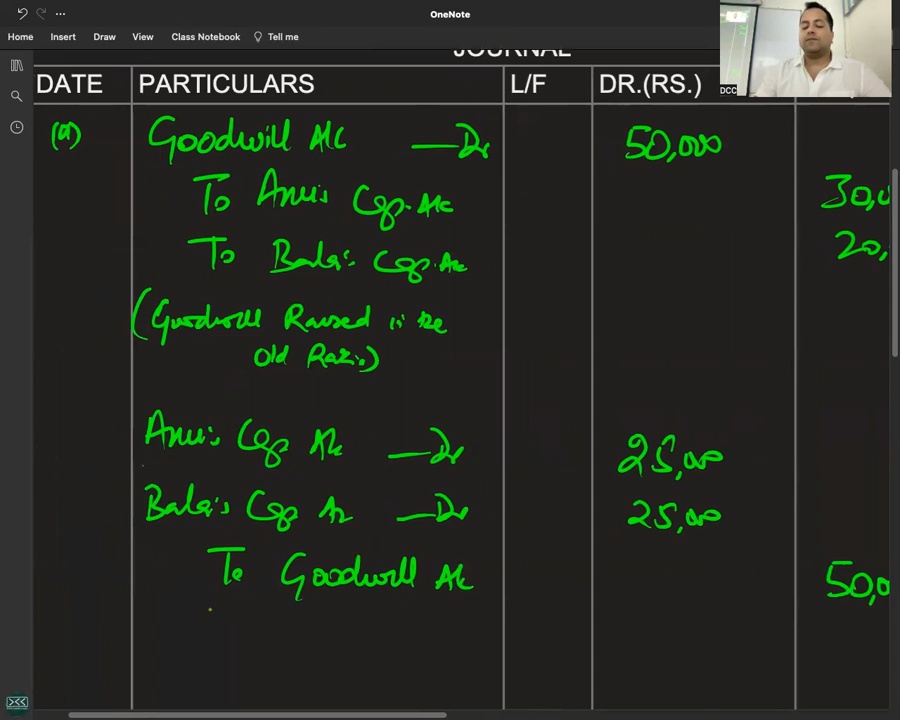 OneNote
Home Insert Draw View Class Notebook Tell me
JOURNAL
DATE PARTICULARS L/F DR.(RS.)
DCC
(a) Goodwill A/c — Dr 50,000
To Anu's Cap. A/c 30,0
To Bala's Cap. A/c 20,
(Goodwill Raised in the
Old Ratio)
Anu's Cap A/c — Dr 25,000
Bala's Cap A/c — Dr 25,000
To Goodwill A/c 50,0